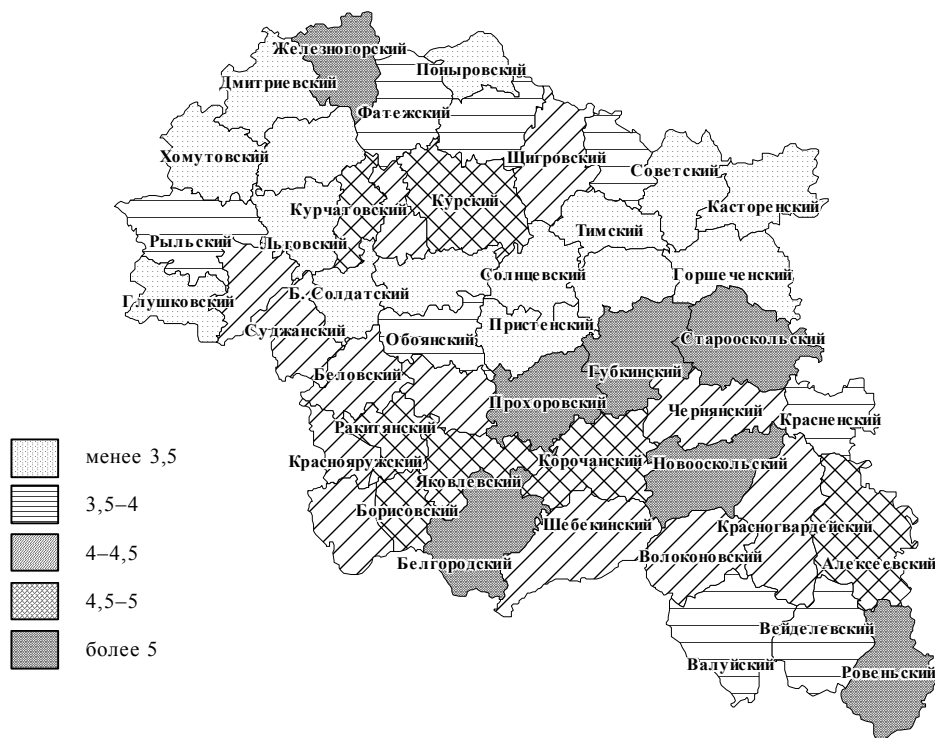 Железногорский
Поныровский
Дмитриевский
Фатежский
Хомутовский
Щигровский
Советский
Касторенский
Курчатовский
Курский
Тимский
Рыльский
Льговский
Солнцевский
Горшеченский
Глушковский
Б. Солдатский
Суджанский
Обоянский
Пристенский
Старооскольский
Беловский
Губкинский
Прохоровский
Чернянский
Красненский
Ракитянский
Краснояружский
Корочанский
Новооскольский
Яковлевский
Борисовский
Шебекинский
Красногвардейский
Белгородский
Волоконовский
Алексеевский
Вейделевский
Валуйский
Ровеньский
менее 3,5
3,5–4
4–4,5
4,5–5
более 5